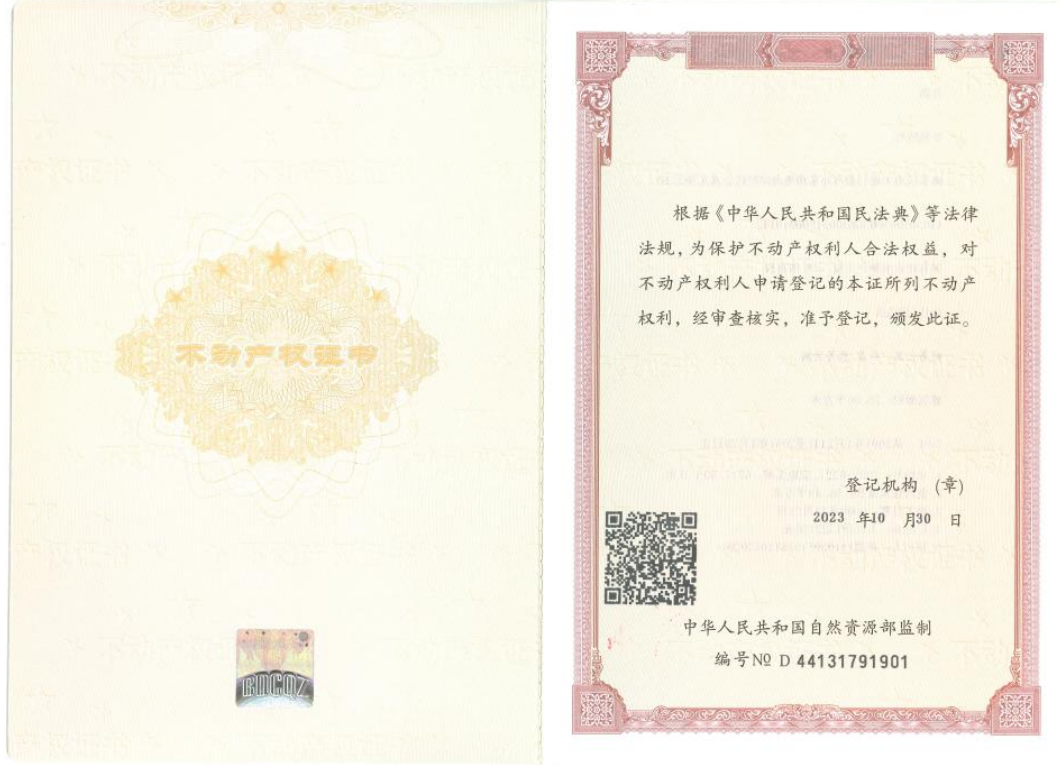 不动产权证书
BDCQZ
根据《中华人民共和国民法典》等法律
法规，为保护不动产权利人合法权益，对
不动产权利人申请登记的本证所列不动产
权利，经审查核实，准予登记，颁发此证。
登记机构 (章)
2023 年10 月30 日
中华人民共和国自然资源部监制
编号№ D 44131791901